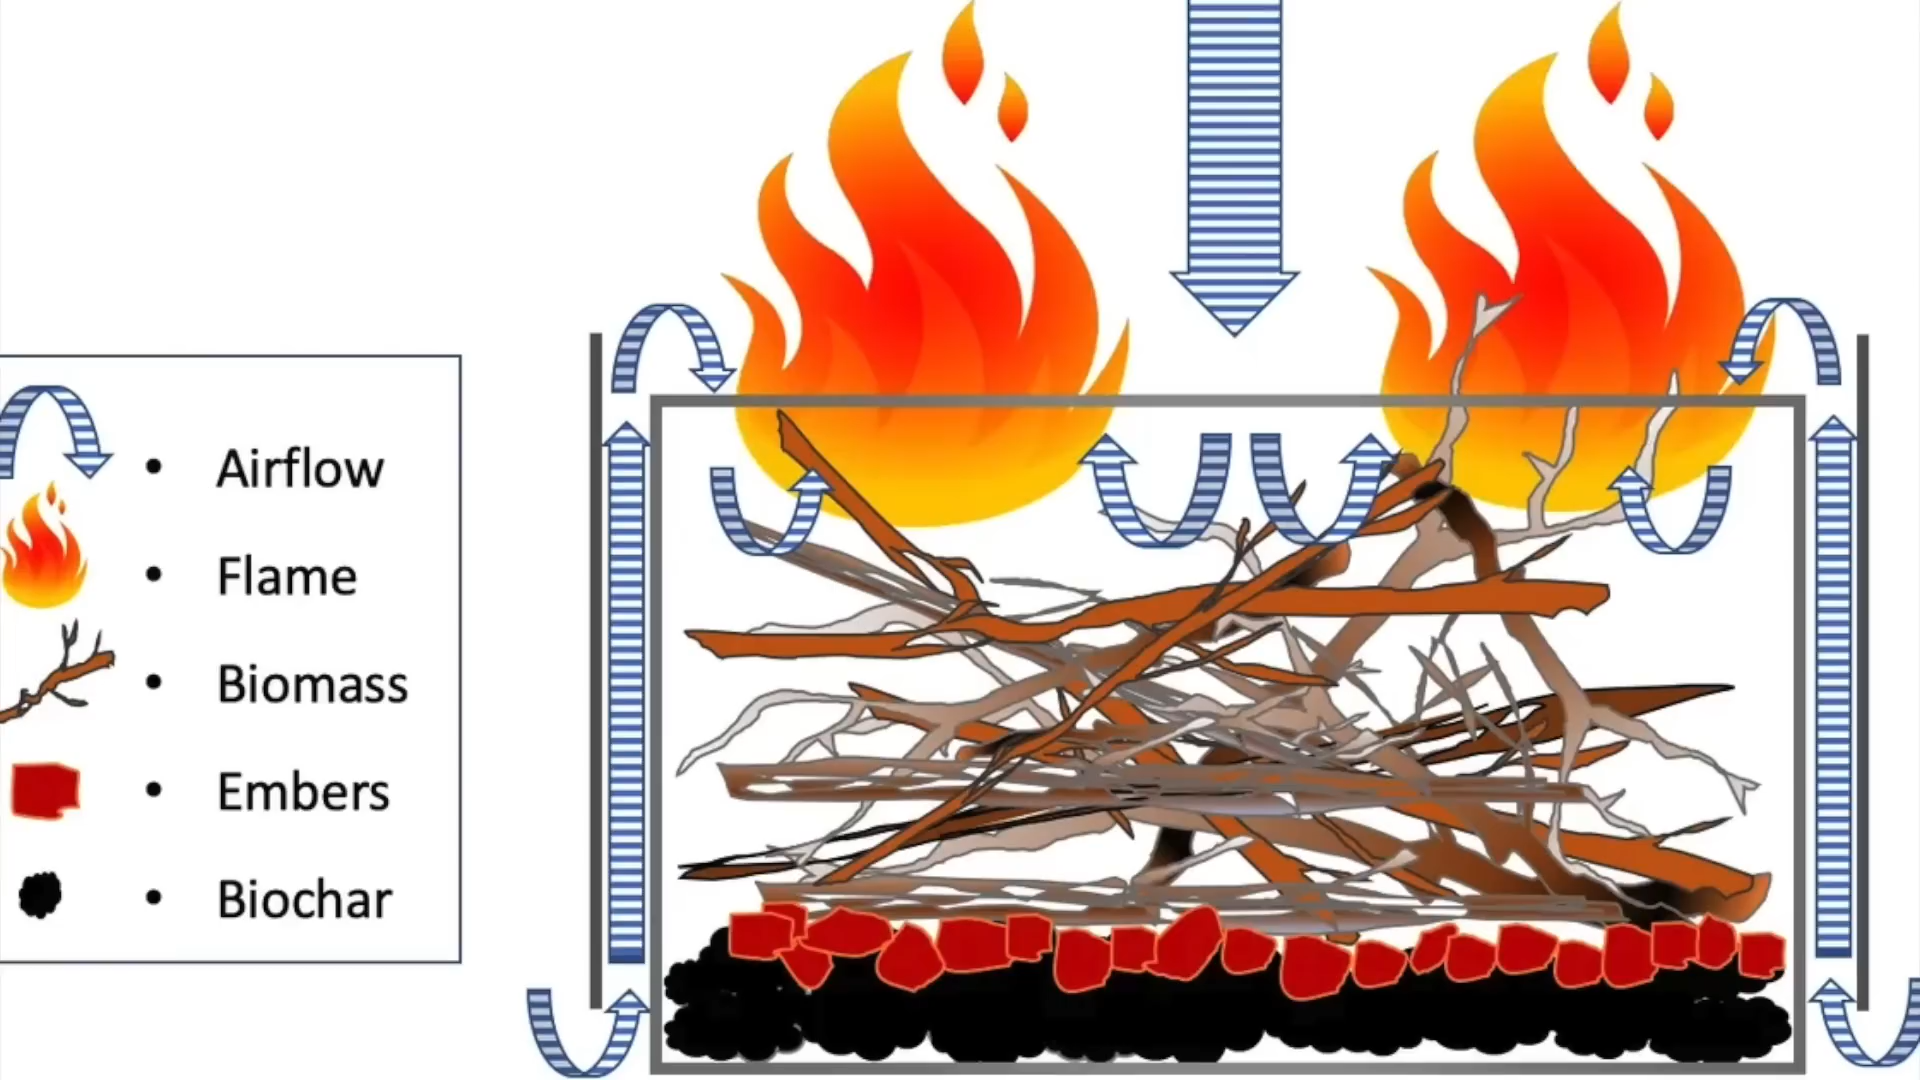 • Airflow
• Flame
• Biomass
• Embers
• Biochar